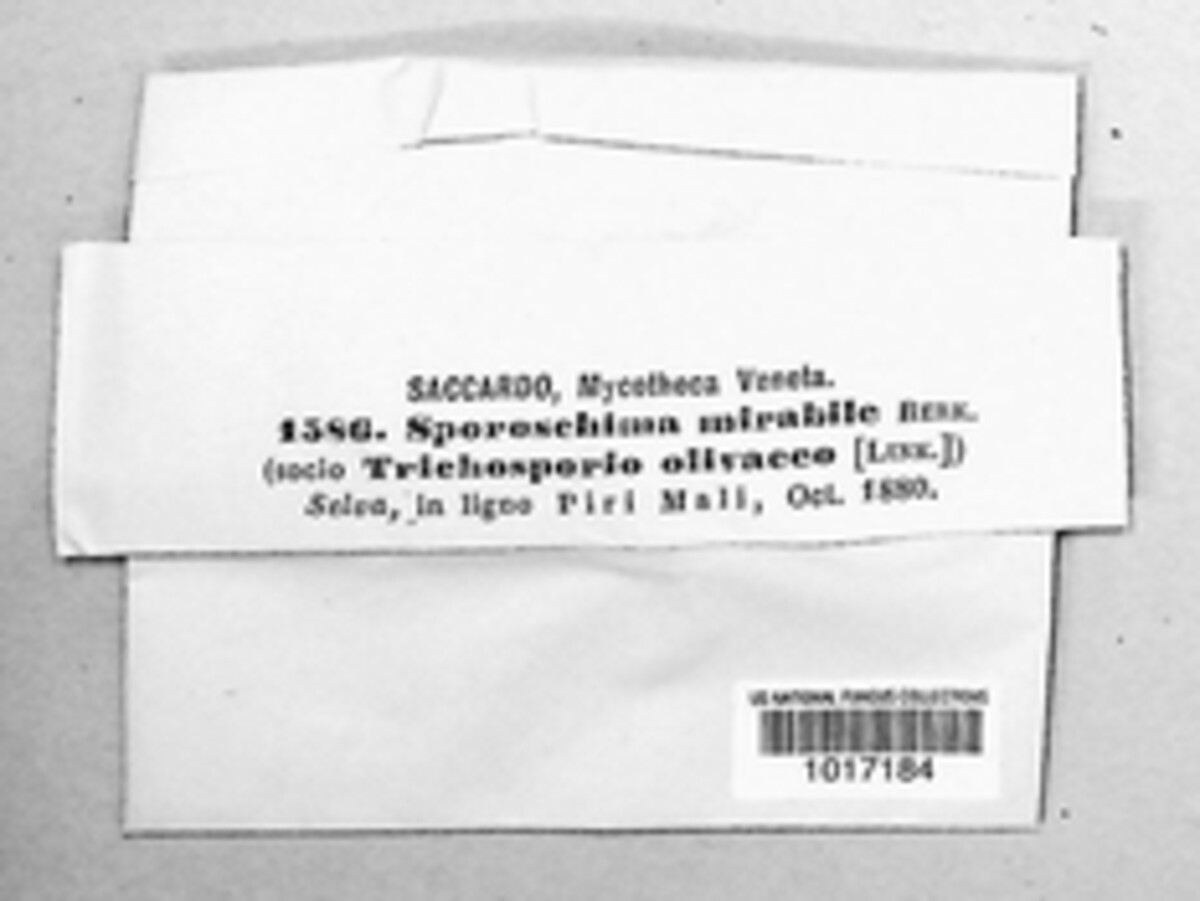 SACCARDO, Mycotheca Veneta.
1586. Sporoschisma mirabile BERK.
(socio Trichosporio olivaceo [LINK.])
Selva, in ligno Piri Mali, Oct. 1880.
US NATIONAL FUNGUS COLLECTIONS
1017184